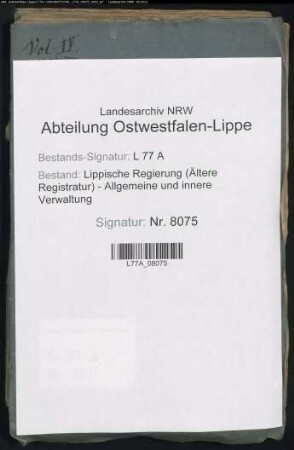 Vol. IV.
Landesarchiv NRW
Abteilung Ostwestfalen-Lippe
Bestands-Signatur: L 77 A
Bestand: Lippische Regierung (Ältere
Registratur) - Allgemeine und innere
Verwaltung
Signatur: Nr. 8075
L77A_08075